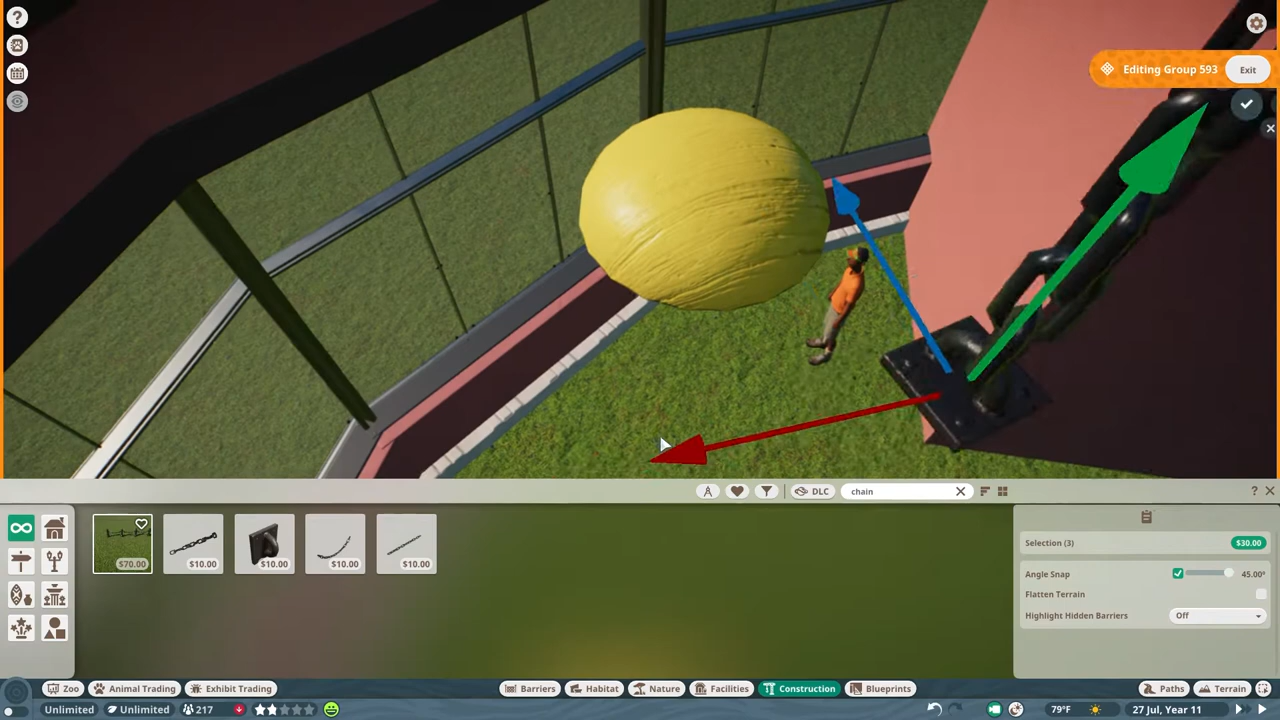 ?
Editing Group 593
Exit
DLC
chain
? ×
$70.00
$10.00
$10.00
$10.00
$10.00
Selection (3)
$30.00
Angle Snap
45.00°
Flatten Terrain
Highlight Hidden Barriers
Off
Zoo
Animal Trading
Exhibit Trading
Barriers
Habitat
Nature
Facilities
Construction
Blueprints
Paths
Terrain
Unlimited
Unlimited
217
79°F
27 Jul, Year 11